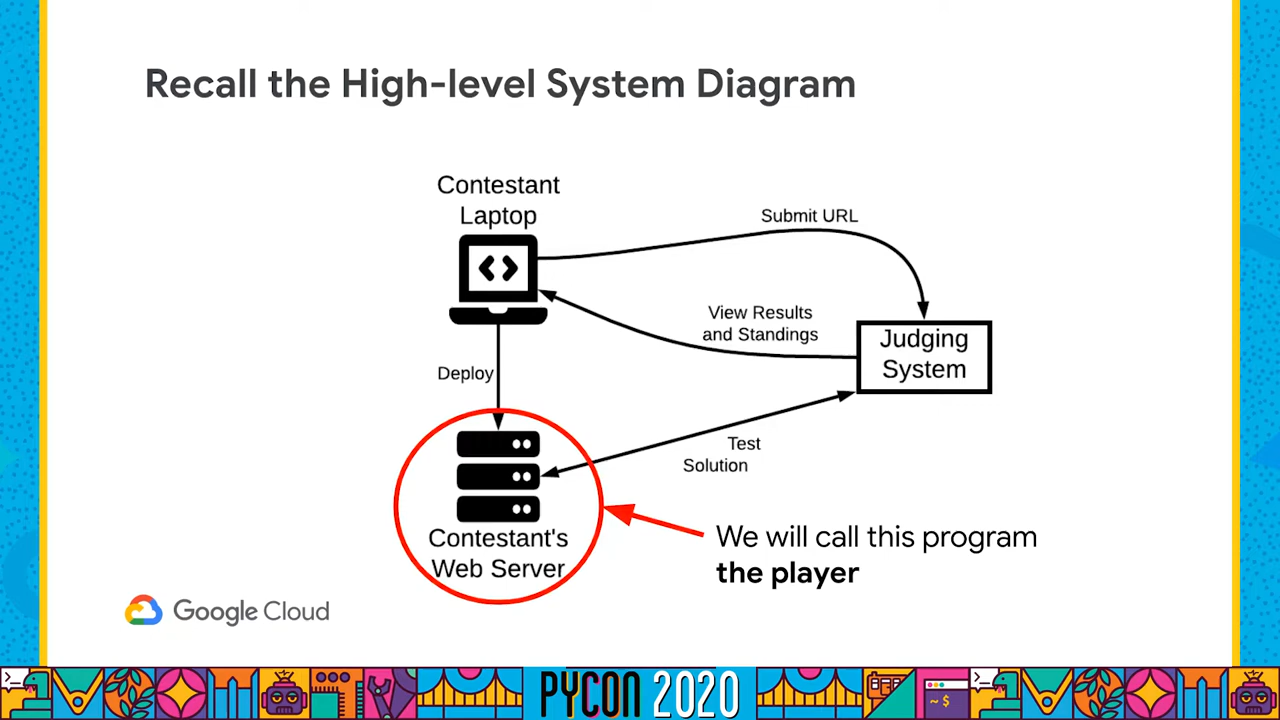 Recall the High-level System Diagram
Contestant
Laptop
Submit URL
View Results
and Standings
Judging
System
Deploy
Test
Solution
Contestant's
Web Server
We will call this program
the player
Google Cloud
PYCON 2020
>_
~$
>_